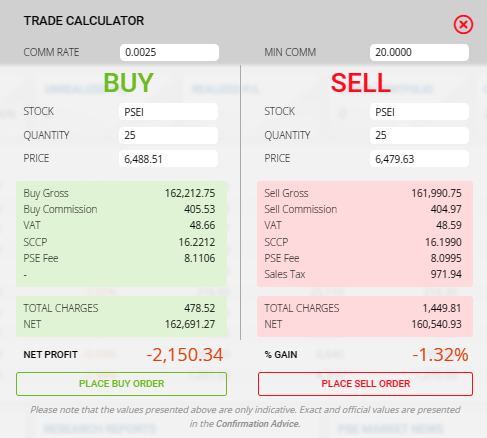 TRADE CALCULATOR
COMM RATE 0.0025 MIN COMM 20.0000
BUY SELL
STOCK PSEI STOCK PSEI
QUANTITY 25 QUANTITY 25
PRICE 6,488.51 PRICE 6,479.63
Buy Gross 162,212.75 Sell Gross 161,990.75
Buy Commission 405.53 Sell Commission 404.97
VAT 48.66 VAT 48.59
SCCP 16.2212 SCCP 16.1990
PSE Fee 8.1106 PSE Fee 8.0995
- Sales Tax 971.94
TOTAL CHARGES 478.52 TOTAL CHARGES 1,449.81
NET 162,691.27 NET 160,540.93
NET PROFIT -2,150.34 % GAIN -1.32%
PLACE BUY ORDER PLACE SELL ORDER
Please note that the values presented above are only indicative. Exact and official values are presented
in the Confirmation Advice.
RESEARCH REPORTS PRE MARKET NEWS